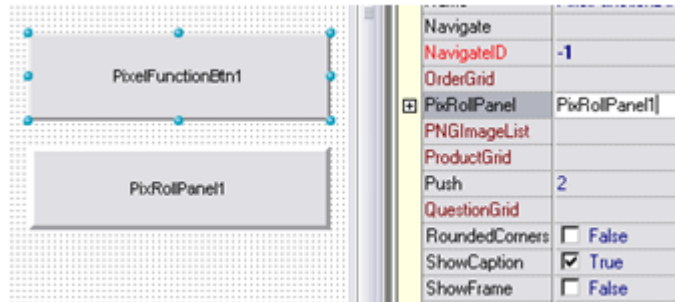 PixelFunctionBtn1
PixRollPanel1
Navigate
NavigateID -1
OrderGrid
PixRollPanel PixRollPanel1
PNGImageList
ProductGrid
Push 2
QuestionGrid
RoundedCorners False
ShowCaption True
ShowFrame False